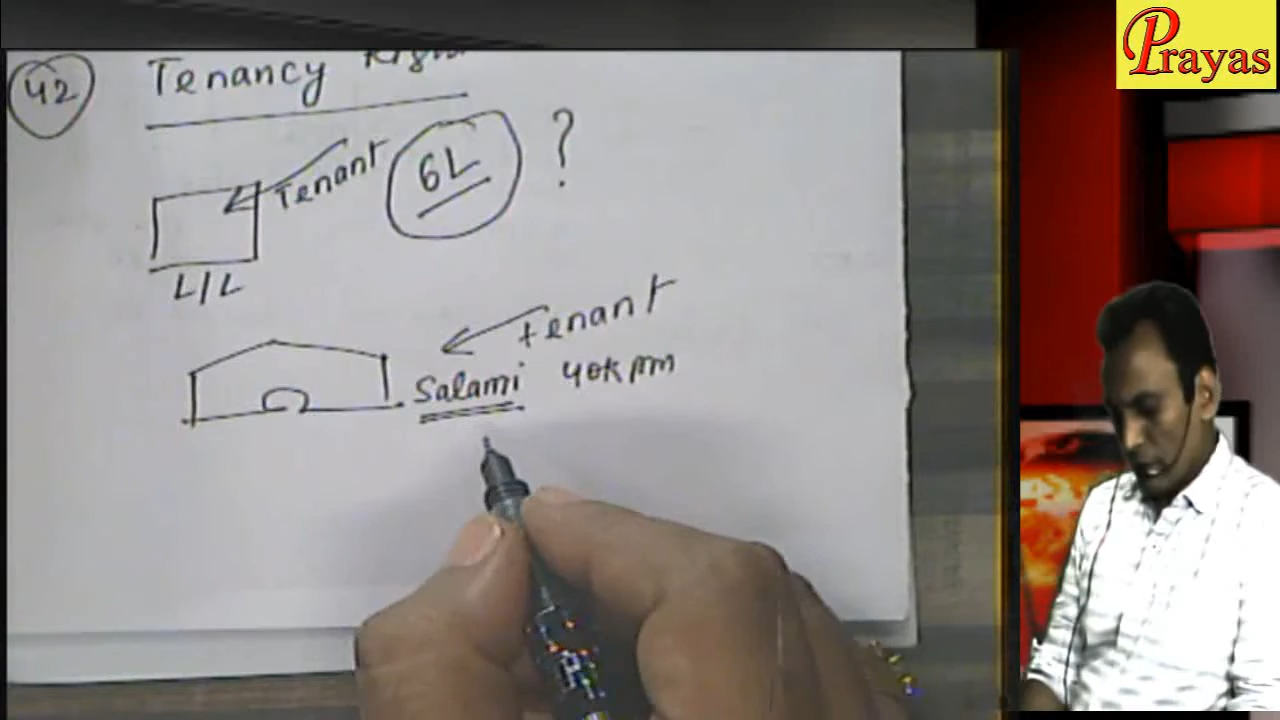 Prayas
42 Tenancy
Tenant 6L ?
L/L
tenant
Salami 40k pm